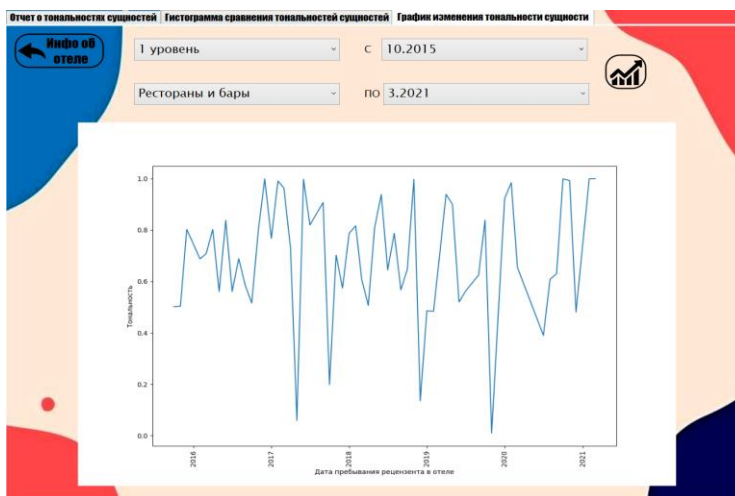 Отчет о тональностях сущностей Гистограмма сравнения тональностей сущностей График изменения тональности сущности
Инфо об
отеле
1 уровень
С 10.2015
Рестораны и бары
ПО 3.2021
1.0
0.8
0.6
0.4
0.2
0.0
Тональность
2016 2017 2018 2019 2020 2021
Дата пребывания рецензента в отеле